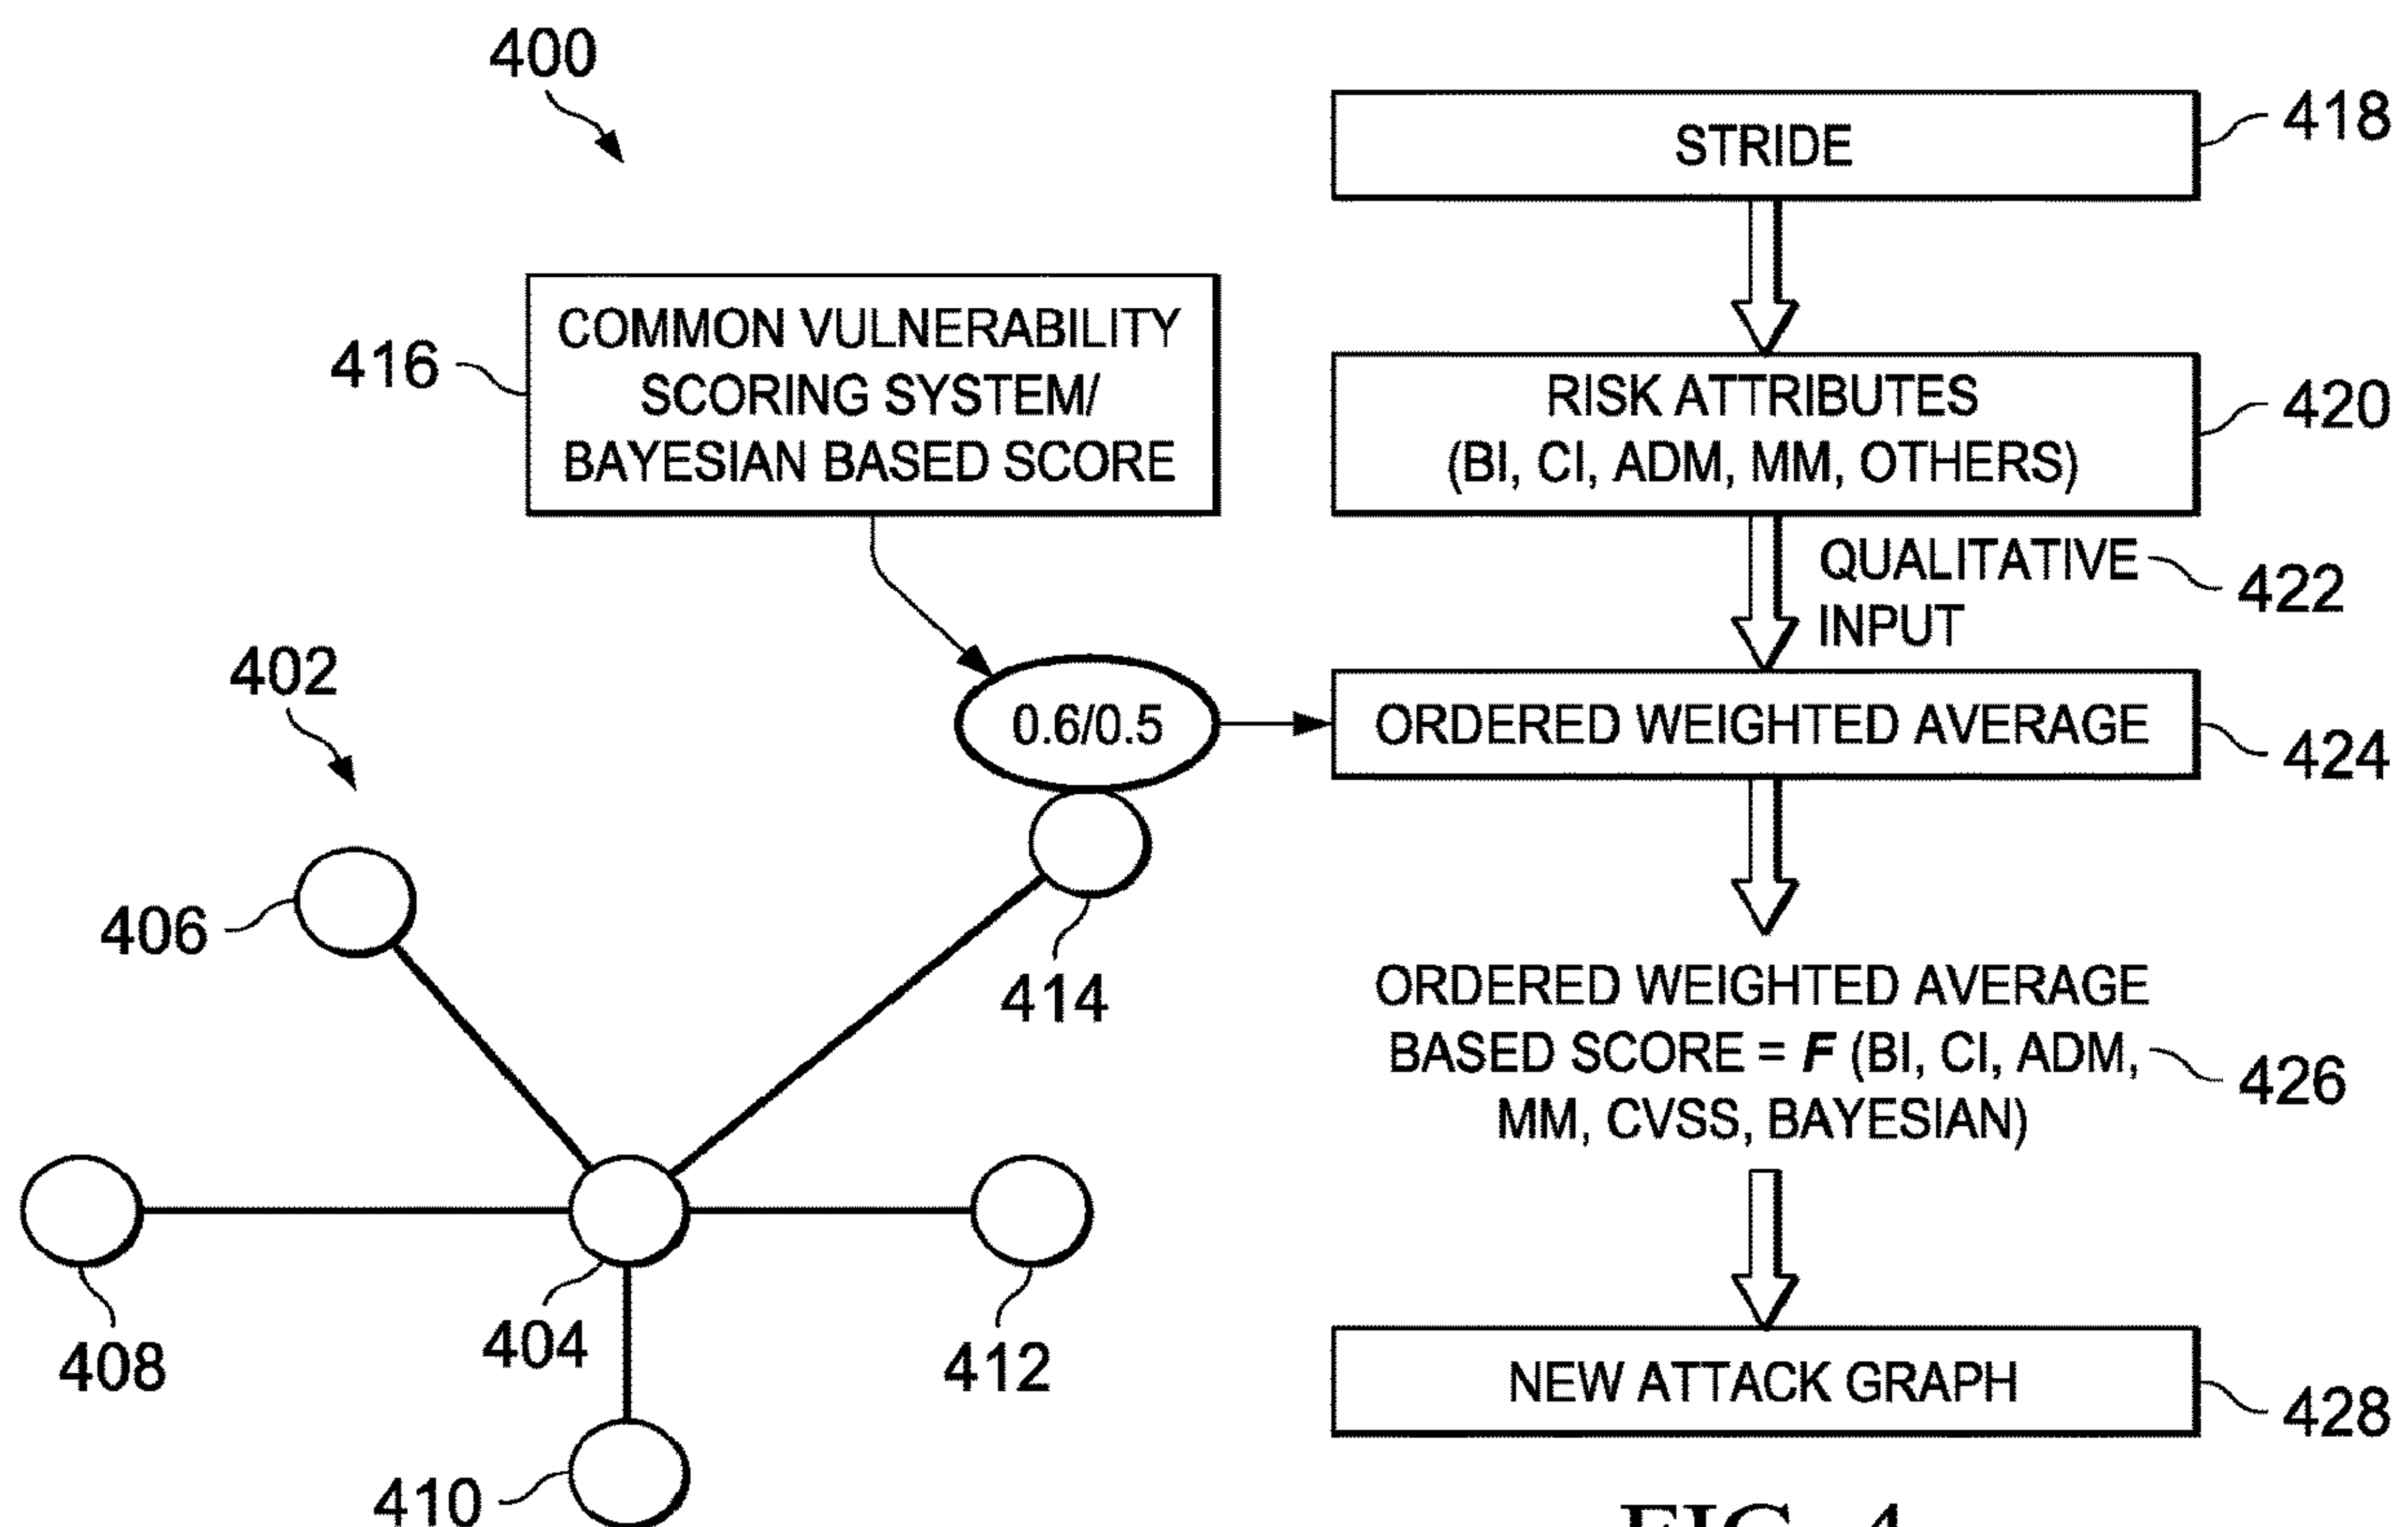 400
STRIDE
418
COMMON VULNERABILITY
SCORING SYSTEM/
BAYESIAN BASED SCORE
416
RISK ATTRIBUTES
(BI, CI, ADM, MM, OTHERS)
420
QUALITATIVE
INPUT
422
402
0.6/0.5
ORDERED WEIGHTED AVERAGE
424
406
414
ORDERED WEIGHTED AVERAGE
BASED SCORE = F (BI, CI, ADM,
MM, CVSS, BAYESIAN)
426
408
404
412
NEW ATTACK GRAPH
428
410
FIG. 4